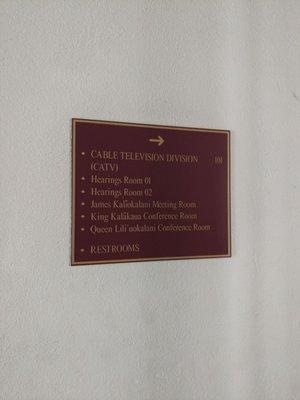 →
• CABLE TELEVISION DIVISION 101
(CATV)
• Hearings Room 01
• Hearings Room 02
• James Kaliokalani Meeting Room
• King Kalākaua Conference Room
• Queen Lili'uokalani Conference Room
• RESTROOMS